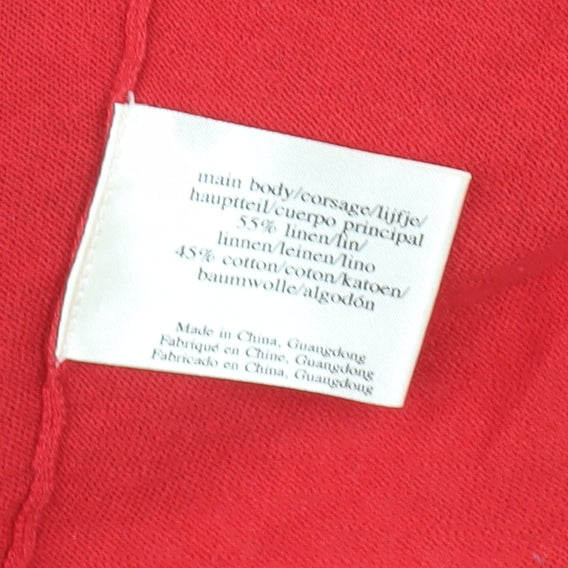 main body/corsage/lijfje/
hauptteil/cuerpo principal
55% linen/lin/
linnen/leinen/lino
45% cotton/coton/katoen/
baumwolle/algodón
Made in China, Guangdong
Fabriqué en Chine, Guangdong
Fabricado en China, Guangdong